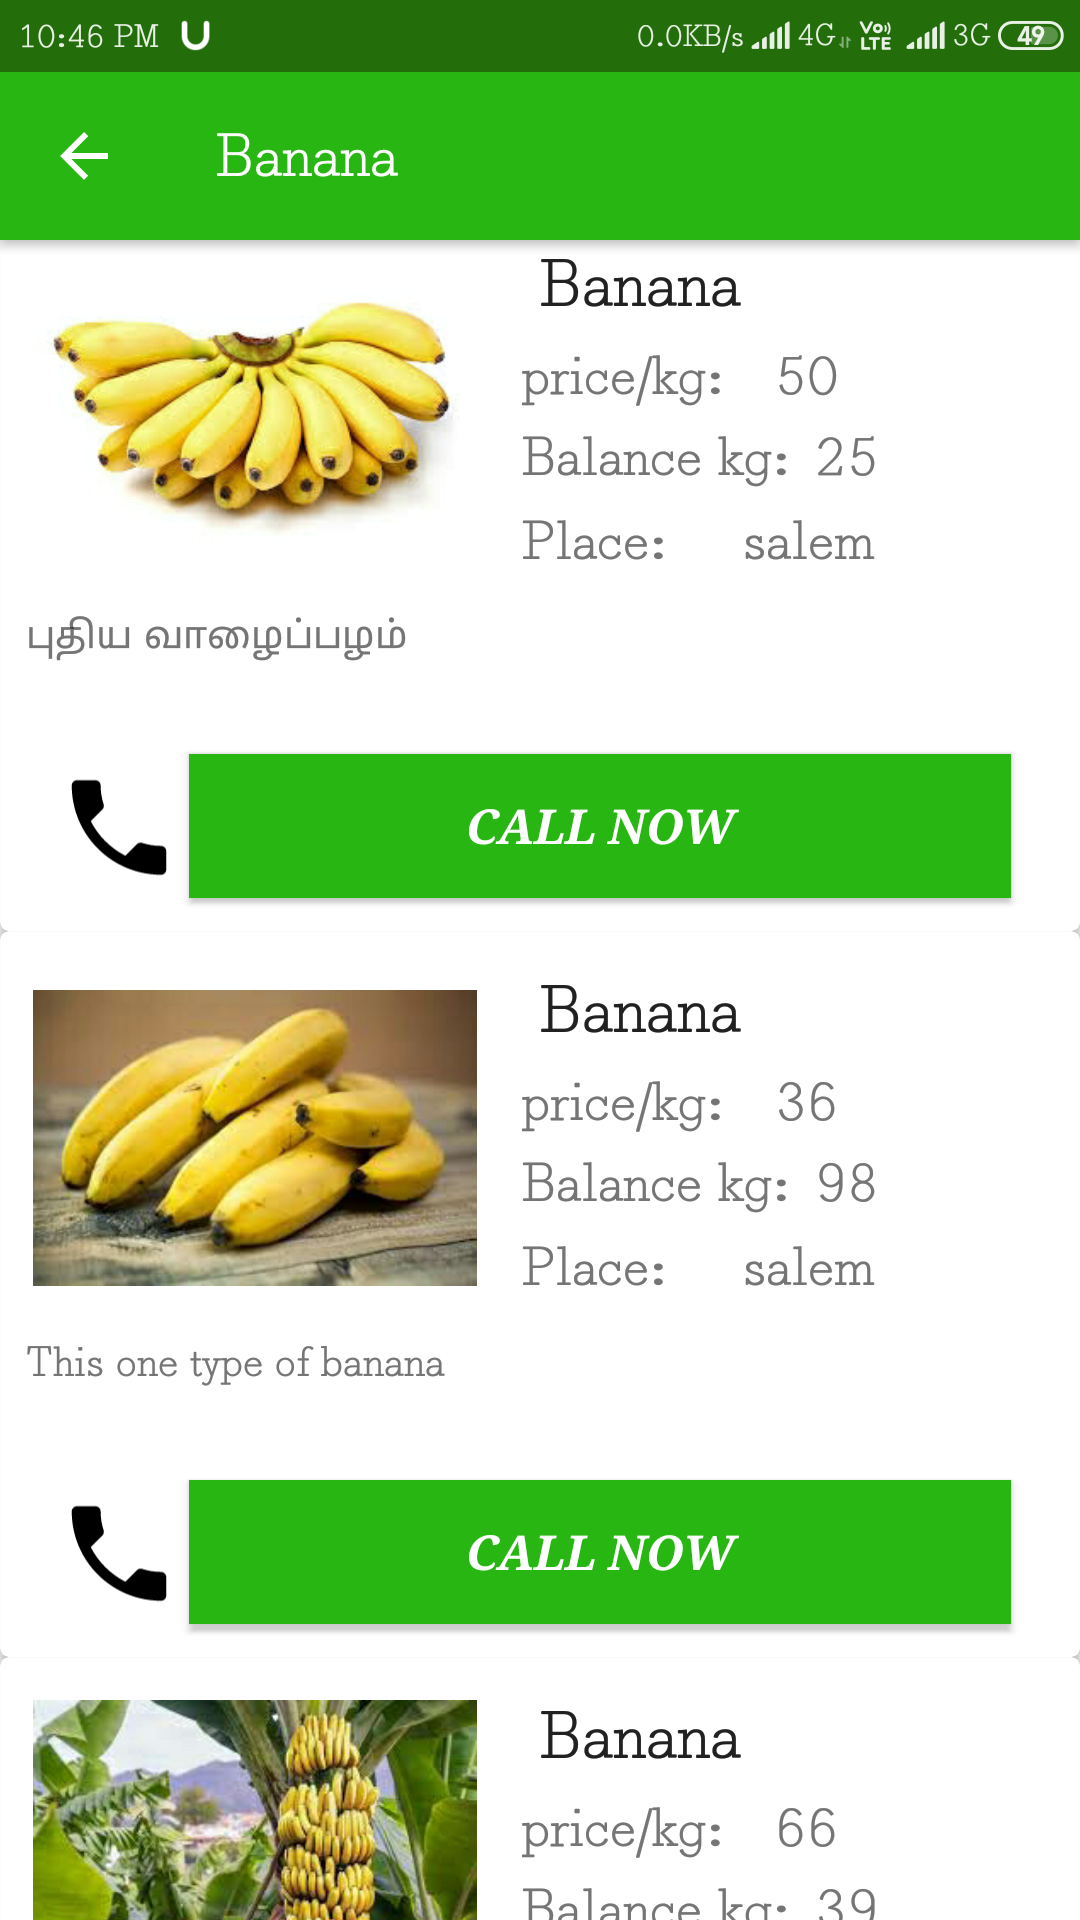 10:46 PM 0.0KB/s 4G VoLTE 3G 49
Banana
Banana
price/kg: 50
Balance kg: 25
Place: salem
புதிய வாழைப்பழம்
CALL NOW
Banana
price/kg: 36
Balance kg: 98
Place: salem
This one type of banana
CALL NOW
Banana
price/kg: 66
Balance kg: 39